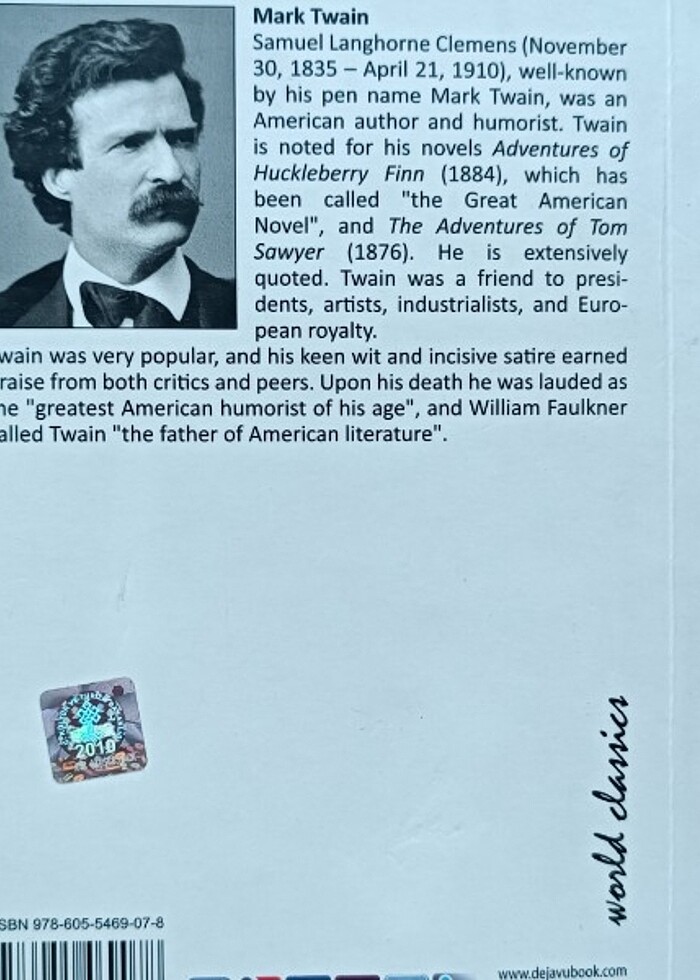 Mark Twain
Samuel Langhorne Clemens (November
30, 1835 – April 21, 1910), well-known
by his pen name Mark Twain, was an
American author and humorist. Twain
is noted for his novels Adventures of
Huckleberry Finn (1884), which has
been called "the Great American
Novel", and The Adventures of Tom
Sawyer (1876). He is extensively
quoted. Twain was a friend to presi-
dents, artists, industrialists, and Euro-
pean royalty.
wain was very popular, and his keen wit and incisive satire earned
raise from both critics and peers. Upon his death he was lauded as
he "greatest American humorist of his age", and William Faulkner
alled Twain "the father of American literature".
2010
world classics
SBN 978-605-5469-07-8
www.dejavubook.com